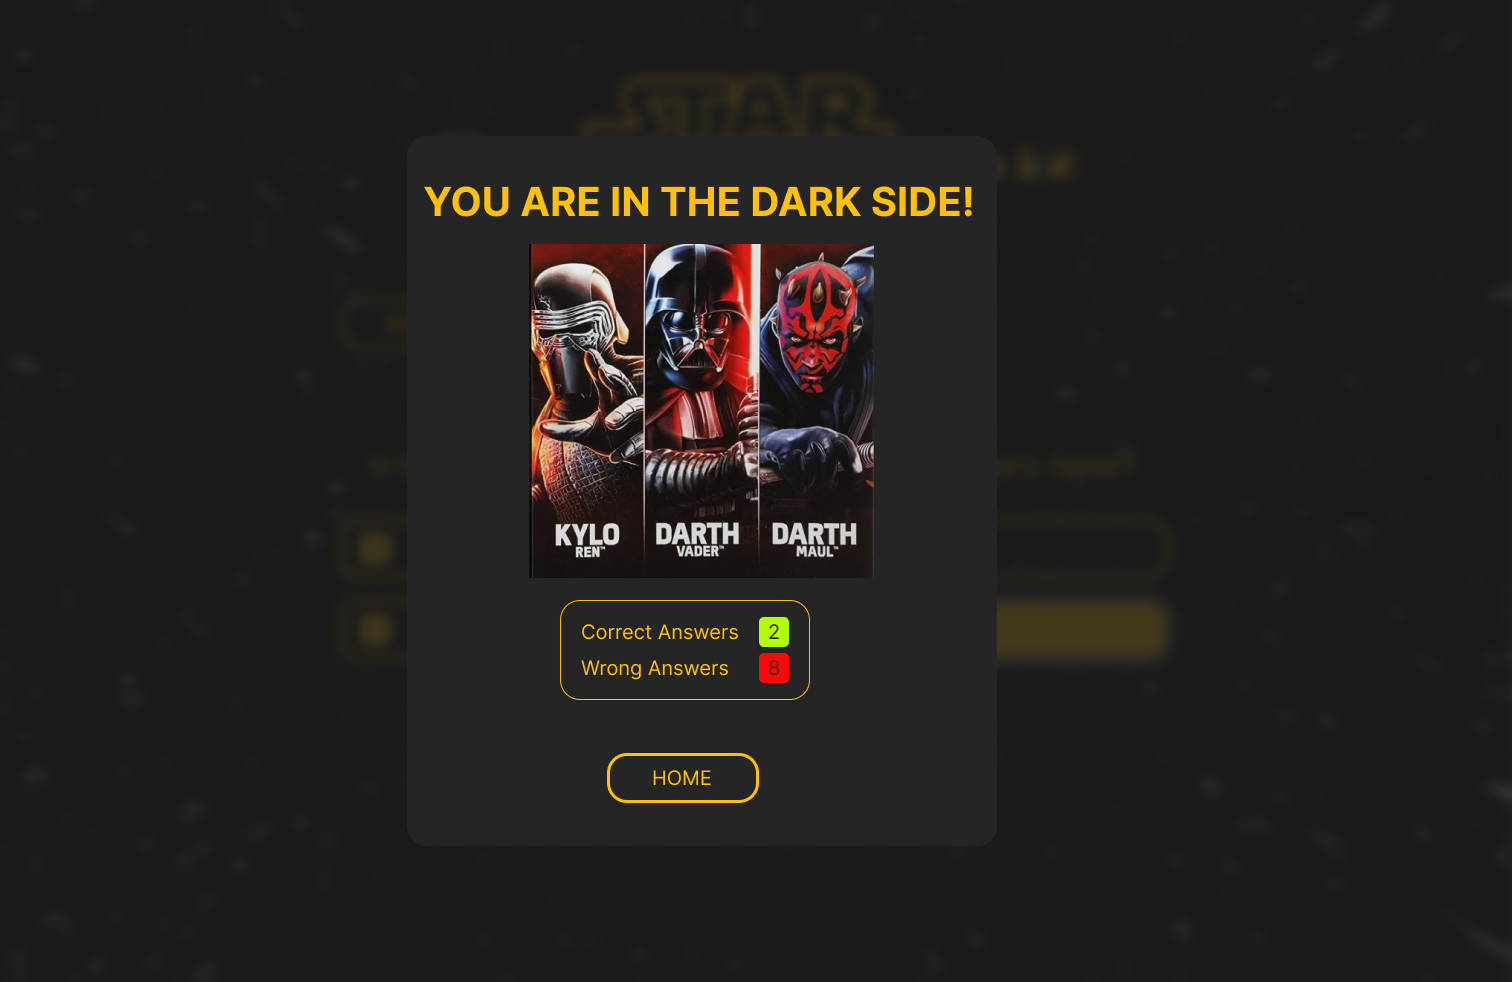 STAR
YOU ARE IN THE DARK SIDE!
KYLO
REN™
DARTH
VADER™
DARTH
MAUL™
Correct Answers 2
Wrong Answers 8
HOME